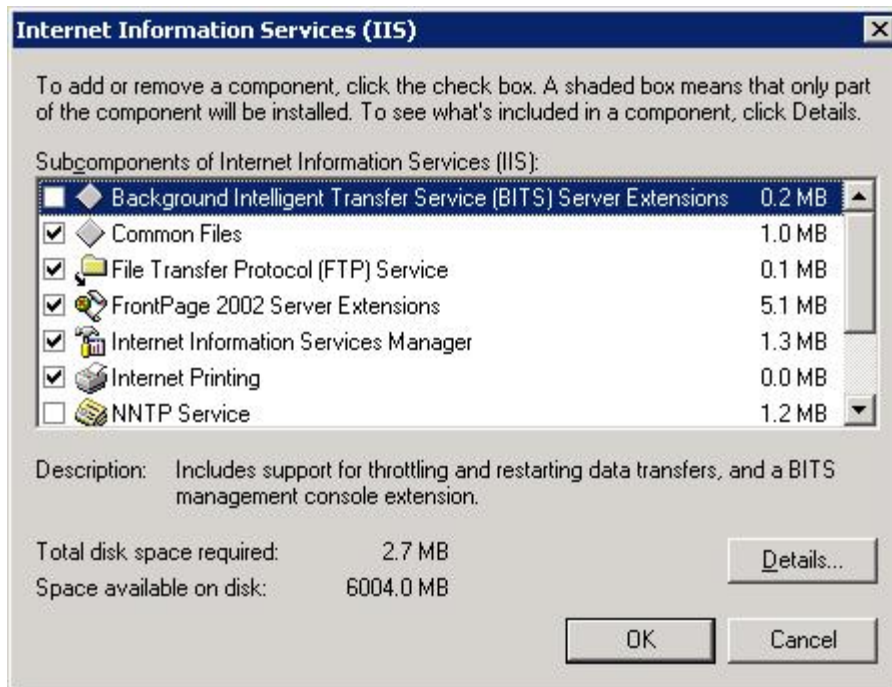 Internet Information Services (IIS)
To add or remove a component, click the check box. A shaded box means that only part
of the component will be installed. To see what's included in a component, click Details.
Subcomponents of Internet Information Services (IIS):
Background Intelligent Transfer Service (BITS) Server Extensions 0.2 MB
Common Files 1.0 MB
File Transfer Protocol (FTP) Service 0.1 MB
FrontPage 2002 Server Extensions 5.1 MB
Internet Information Services Manager 1.3 MB
Internet Printing 0.0 MB
NNTP Service 1.2 MB
Description: Includes support for throttling and restarting data transfers, and a BITS
management console extension.
Total disk space required: 2.7 MB
Space available on disk: 6004.0 MB
Details...
OK Cancel